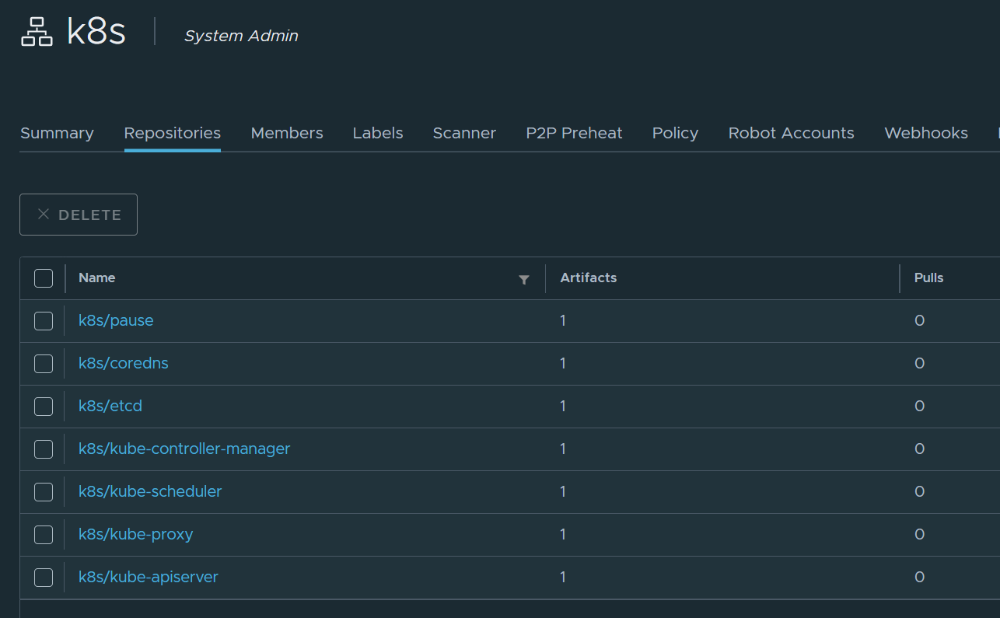 k8s System Admin
Summary Repositories Members Labels Scanner P2P Preheat Policy Robot Accounts Webhooks
DELETE
Name Artifacts Pulls
k8s/pause 1 0
k8s/coredns 1 0
k8s/etcd 1 0
k8s/kube-controller-manager 1 0
k8s/kube-scheduler 1 0
k8s/kube-proxy 1 0
k8s/kube-apiserver 1 0